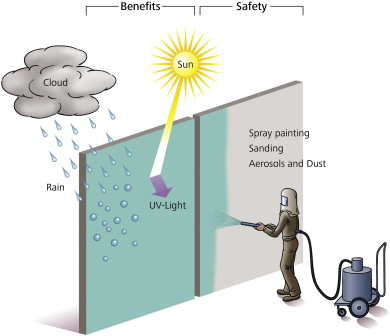 Benefits
Safety
Sun
Cloud
Spray painting
Sanding
Aerosols and Dust
Rain
UV-Light